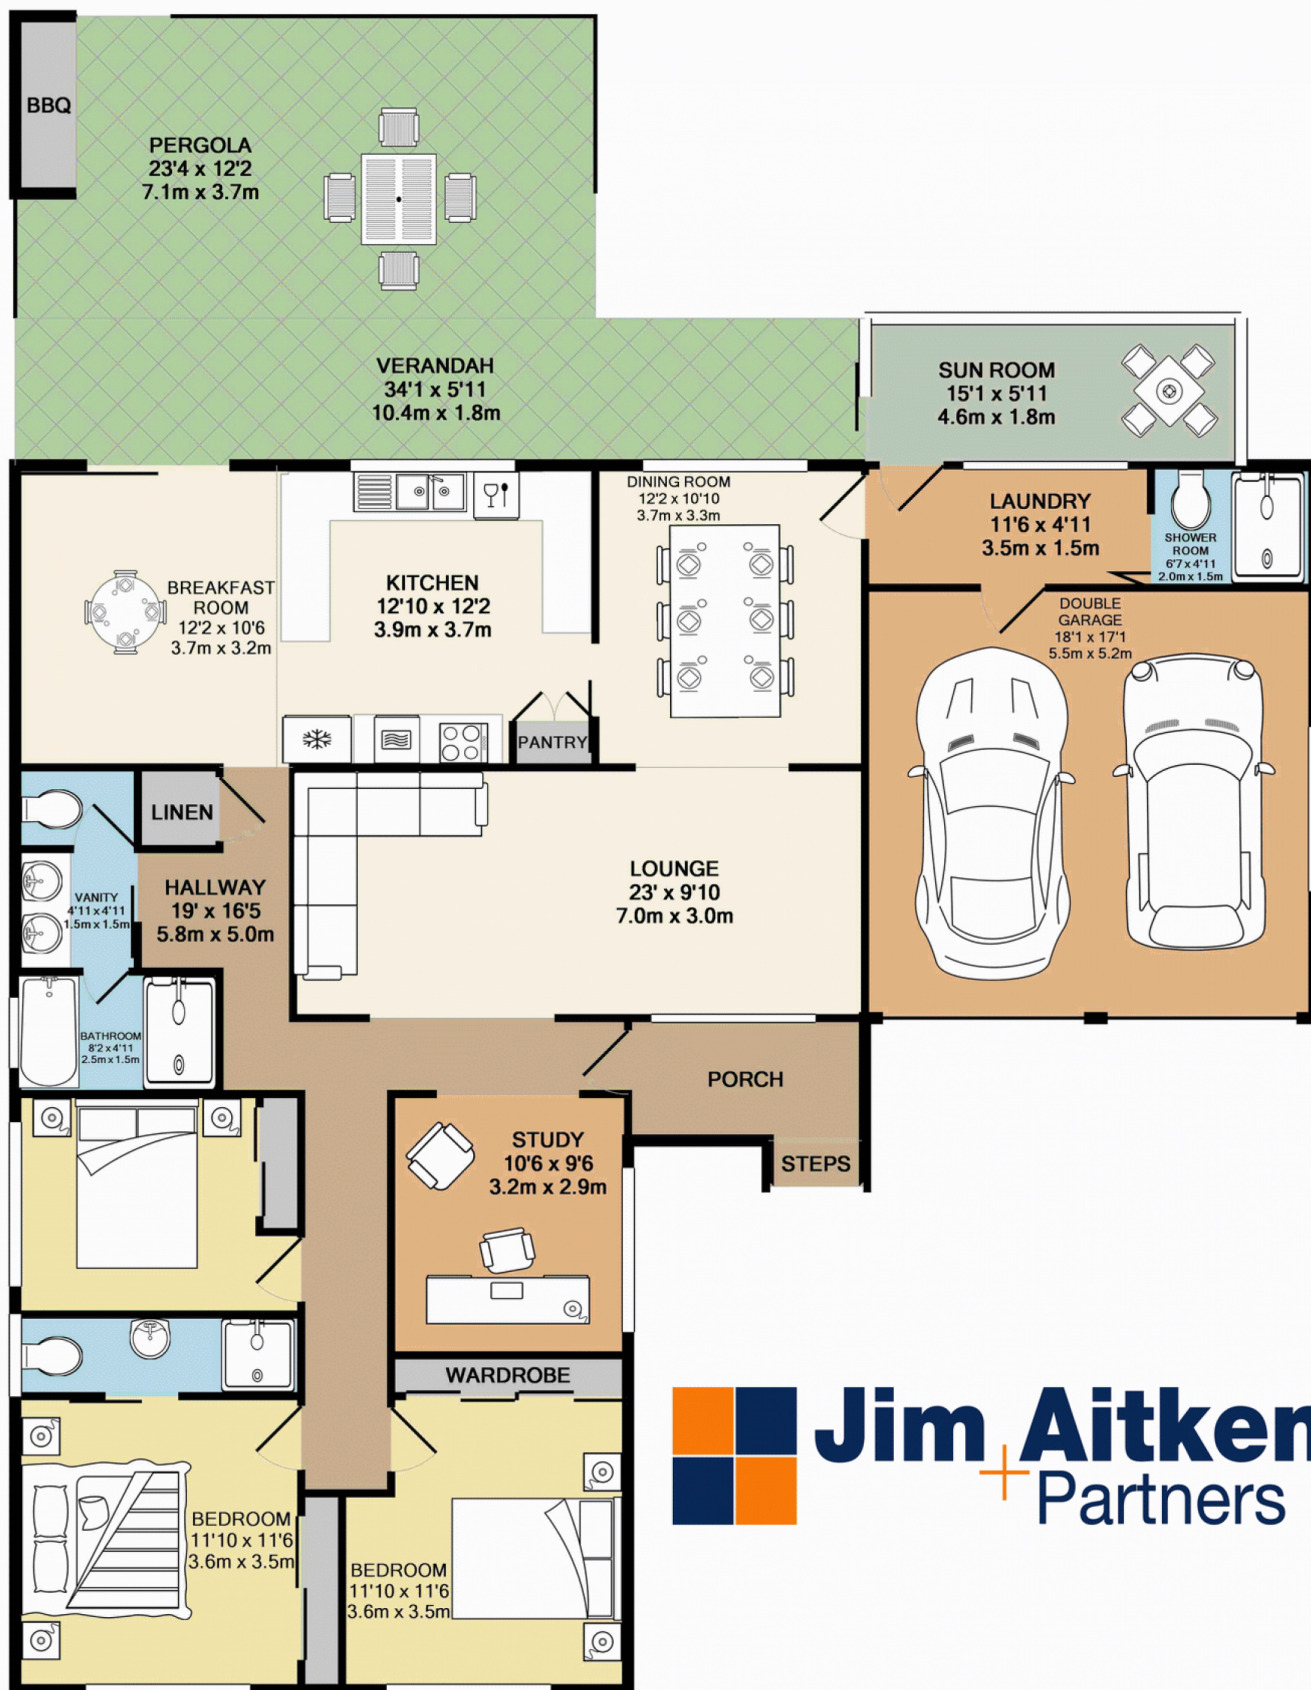 BBQ
PERGOLA
23'4 x 12'2
7.1m x 3.7m
VERANDAH
34'1 x 5'11
10.4m x 1.8m
SUN ROOM
15'1 x 5'11
4.6m x 1.8m
DINING ROOM
12'2 x 10'10
3.7m x 3.3m
LAUNDRY
11'6 x 4'11
3.5m x 1.5m
SHOWER
ROOM
6'7 x 4'11
2.0m x 1.5m
BREAKFAST
ROOM
12'2 x 10'6
3.7m x 3.2m
KITCHEN
12'10 x 12'2
3.9m x 3.7m
DOUBLE
GARAGE
18'1 x 17'1
5.5m x 5.2m
PANTRY
LINEN
LOUNGE
23' x 9'10
7.0m x 3.0m
HALLWAY
19' x 16'5
5.8m x 5.0m
VANITY
4'11 x 4'11
1.5m x 1.5m
BATHROOM
8'2 x 4'11
2.5m x 1.5m
PORCH
STUDY
10'6 x 9'6
3.2m x 2.9m
STEPS
WARDROBE
BEDROOM
11'10 x 11'6
3.6m x 3.5m
BEDROOM
11'10 x 11'6
3.6m x 3.5m
Jim Aitken
+ Partners